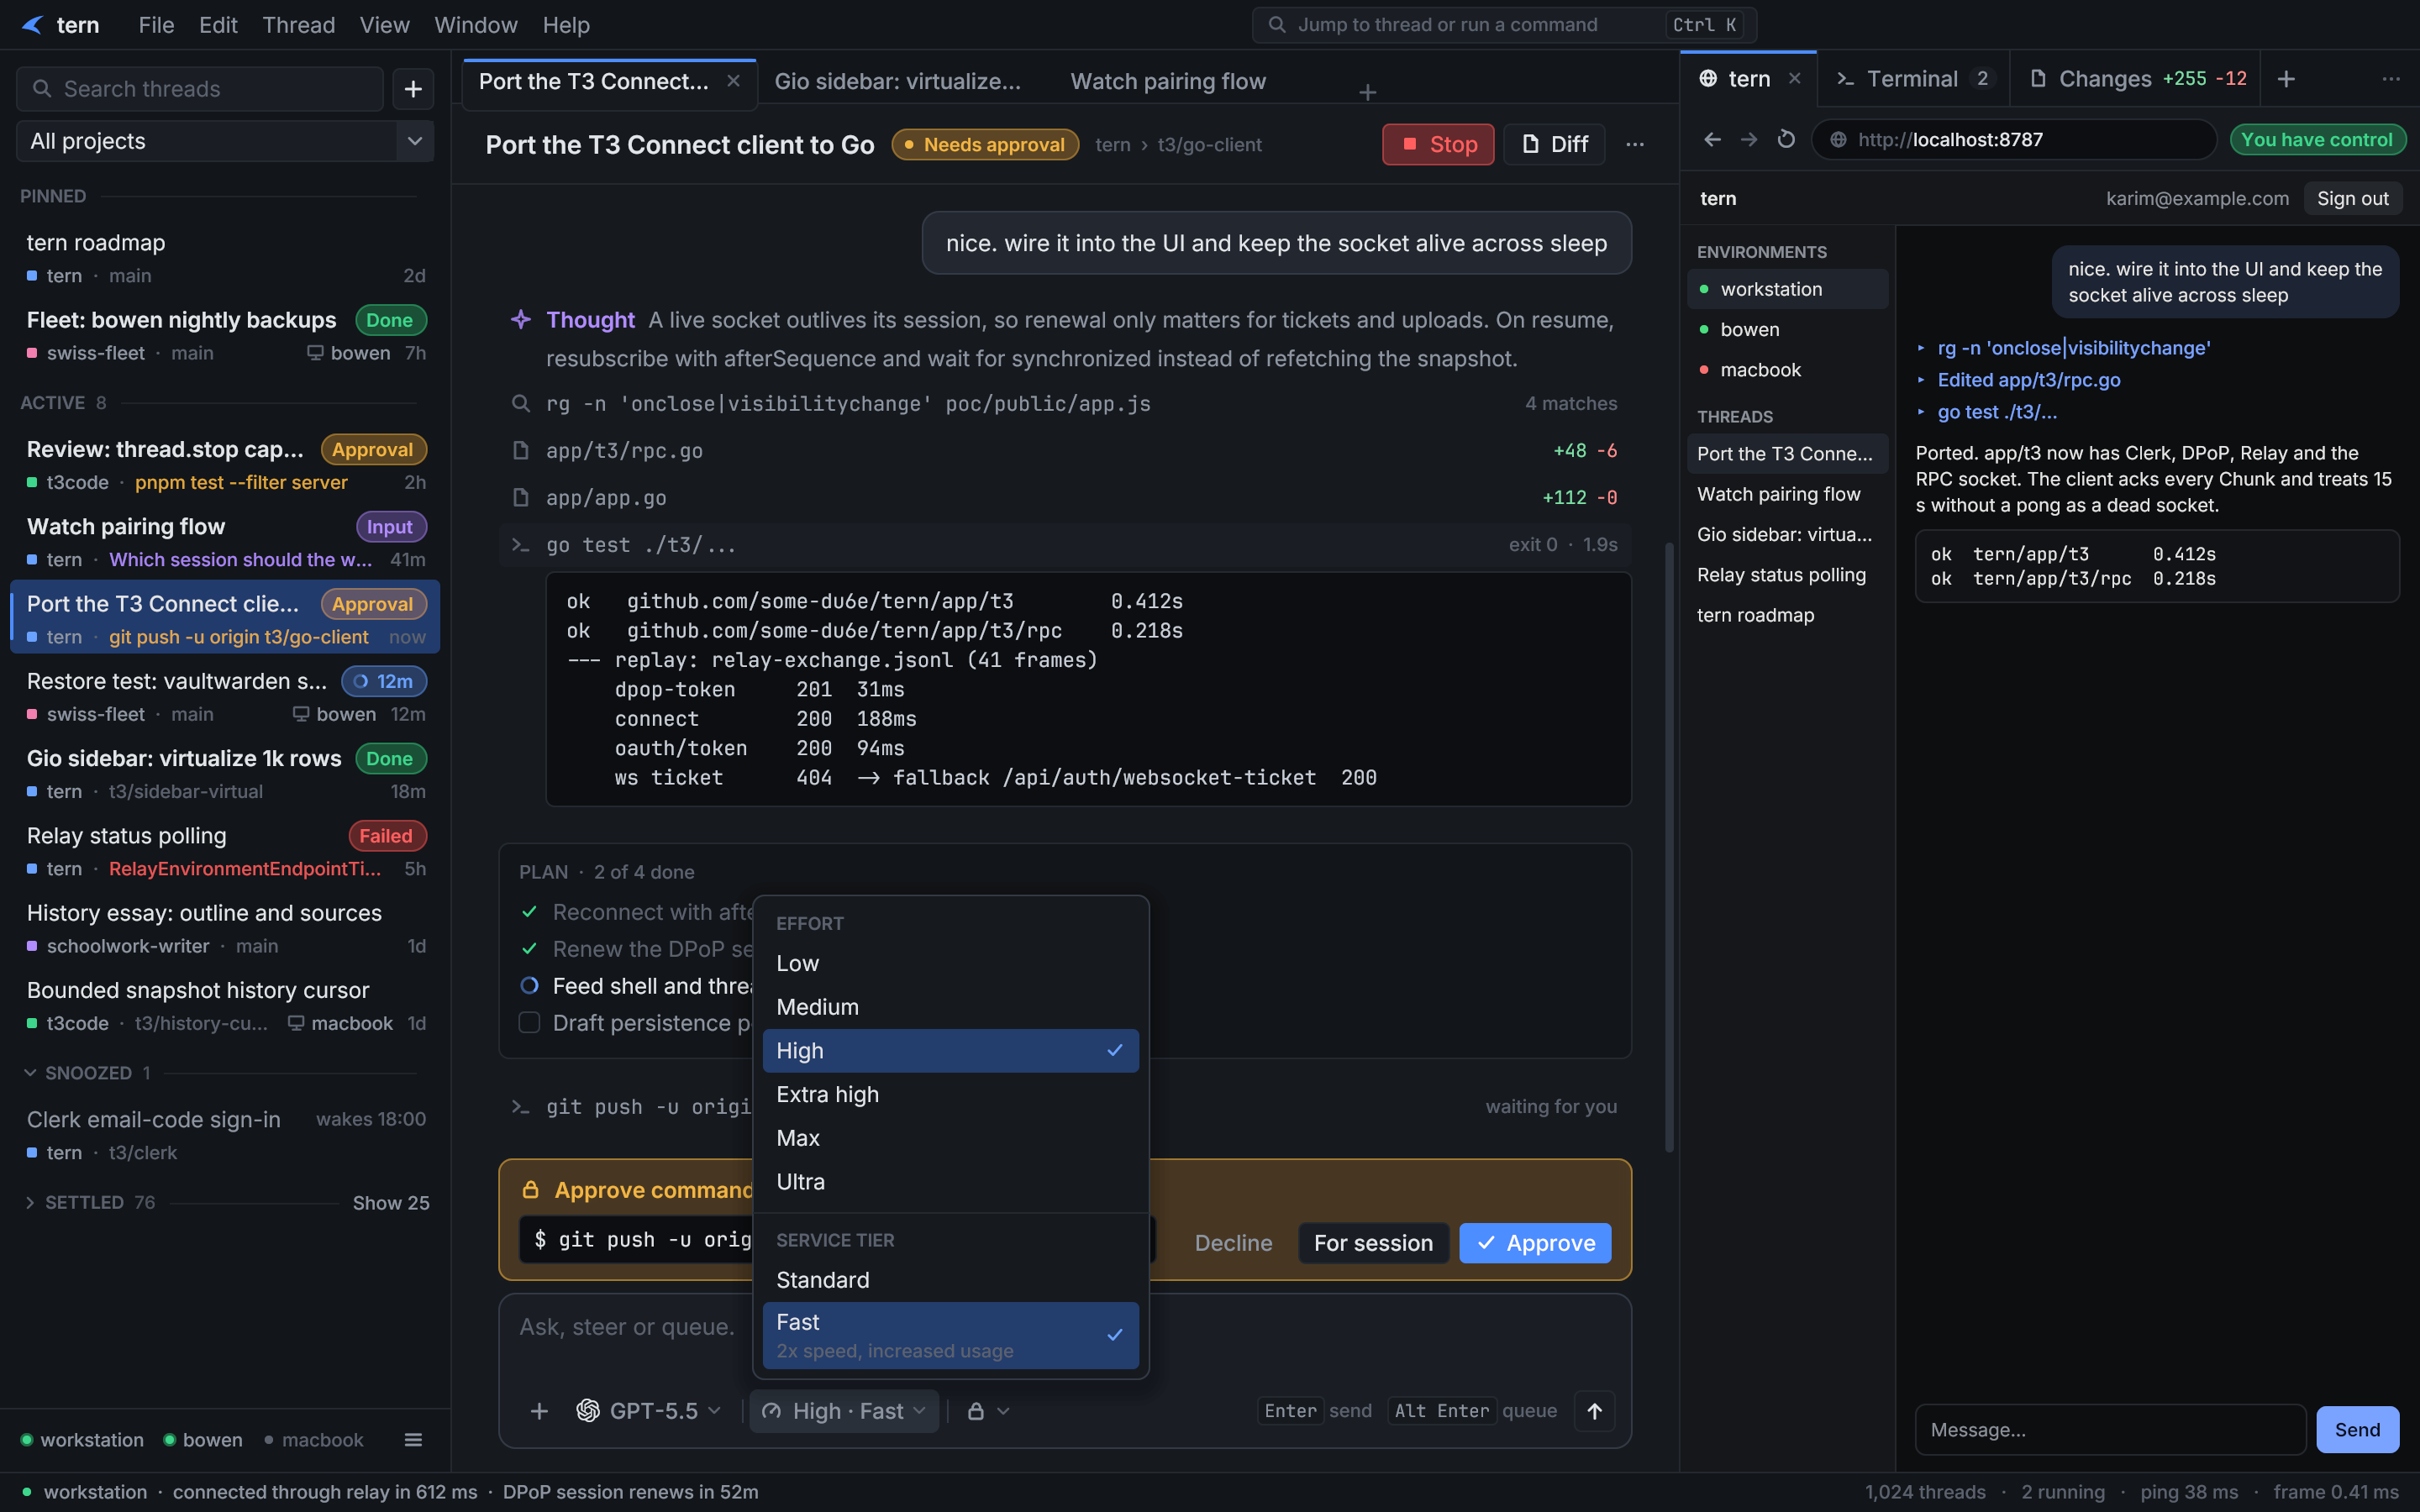 tern File Edit Thread View Window Help
Jump to thread or run a command Ctrl K
Search threads
All projects
PINNED
tern roadmap
tern · main 2d
Fleet: bowen nightly backups Done
swiss-fleet · main bowen 7h
ACTIVE 8
Review: thread.stop cap... Approval
t3code · pnpm test --filter server 2h
Watch pairing flow Input
tern · Which session should the w... 41m
Port the T3 Connect clie... Approval
tern · git push -u origin t3/go-client now
Restore test: vaultwarden s... 12m
swiss-fleet · main bowen 12m
Gio sidebar: virtualize 1k rows Done
tern · t3/sidebar-virtual 18m
Relay status polling Failed
tern · RelayEnvironmentEndpointTi... 5h
History essay: outline and sources
schoolwork-writer · main 1d
Bounded snapshot history cursor
t3code · t3/history-cu... macbook 1d
SNOOZED 1
Clerk email-code sign-in wakes 18:00
tern · t3/clerk
SETTLED 76 Show 25
workstation bowen macbook
Port the T3 Connect... Gio sidebar: virtualize... Watch pairing flow
Port the T3 Connect client to Go Needs approval tern › t3/go-client Stop Diff
nice. wire it into the UI and keep the socket alive across sleep
Thought A live socket outlives its session, so renewal only matters for tickets and uploads. On resume,
resubscribe with afterSequence and wait for synchronized instead of refetching the snapshot.
rg -n 'onclose|visibilitychange' poc/public/app.js 4 matches
app/t3/rpc.go +48 -6
app/app.go +112 -0
go test ./t3/... exit 0 · 1.9s
ok github.com/some-du6e/tern/app/t3 0.412s
ok github.com/some-du6e/tern/app/t3/rpc 0.218s
--- replay: relay-exchange.jsonl (41 frames)
dpop-token 201 31ms
connect 200 188ms
oauth/token 200 94ms
ws ticket 404 -> fallback /api/auth/websocket-ticket 200
PLAN · 2 of 4 done
Reconnect with afte
Renew the DPoP se
Feed shell and threa
Draft persistence p
git push -u origi waiting for you
Approve command
$ git push -u orig Decline For session Approve
EFFORT
Low
Medium
High
Extra high
Max
Ultra
SERVICE TIER
Standard
Fast
2x speed, increased usage
Ask, steer or queue.
GPT-5.5 High · Fast Enter send Alt Enter queue
tern Terminal 2 Changes +255 -12
http://localhost:8787 You have control
tern karim@example.com Sign out
ENVIRONMENTS
workstation
bowen
macbook
THREADS
Port the T3 Conne...
Watch pairing flow
Gio sidebar: virtua...
Relay status polling
tern roadmap
nice. wire it into the UI and keep the
socket alive across sleep
rg -n 'onclose|visibilitychange'
Edited app/t3/rpc.go
go test ./t3/...
Ported. app/t3 now has Clerk, DPoP, Relay and the
RPC socket. The client acks every Chunk and treats 15
s without a pong as a dead socket.
ok tern/app/t3 0.412s
ok tern/app/t3/rpc 0.218s
Message... Send
workstation · connected through relay in 612 ms · DPoP session renews in 52m
1,024 threads · 2 running · ping 38 ms · frame 0.41 ms